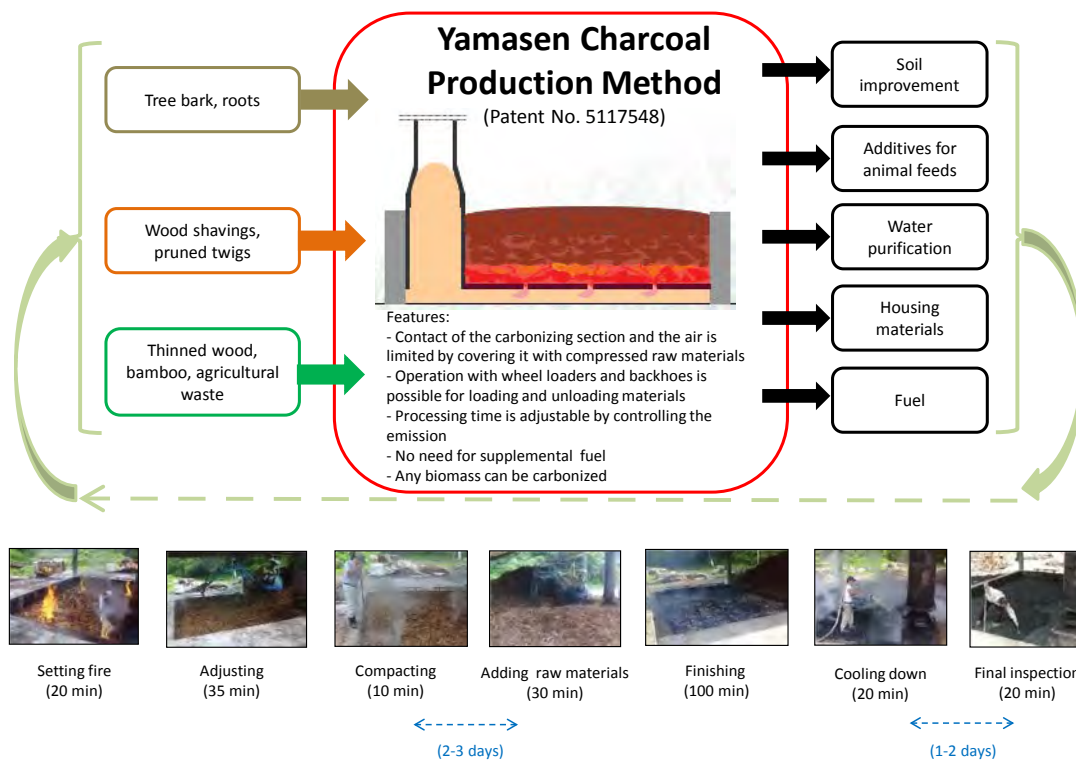 Yamasen Charcoal
Production Method
(Patent No. 5117548)
Tree bark, roots
Wood shavings,
pruned twigs
Thinned wood,
bamboo, agricultural
waste
Features:
- Contact of the carbonizing section and the air is
limited by covering it with compressed raw materials
- Operation with wheel loaders and backhoes is
possible for loading and unloading materials
- Processing time is adjustable by controlling the
emission
- No need for supplemental fuel
- Any biomass can be carbonized
Soil
improvement
Additives for
animal feeds
Water
purification
Housing
materials
Fuel
Setting fire
(20 min)
Adjusting
(35 min)
Compacting
(10 min)
Adding raw materials
(30 min)
Finishing
(100 min)
Cooling down
(20 min)
Final inspection
(20 min)
(2-3 days)
(1-2 days)